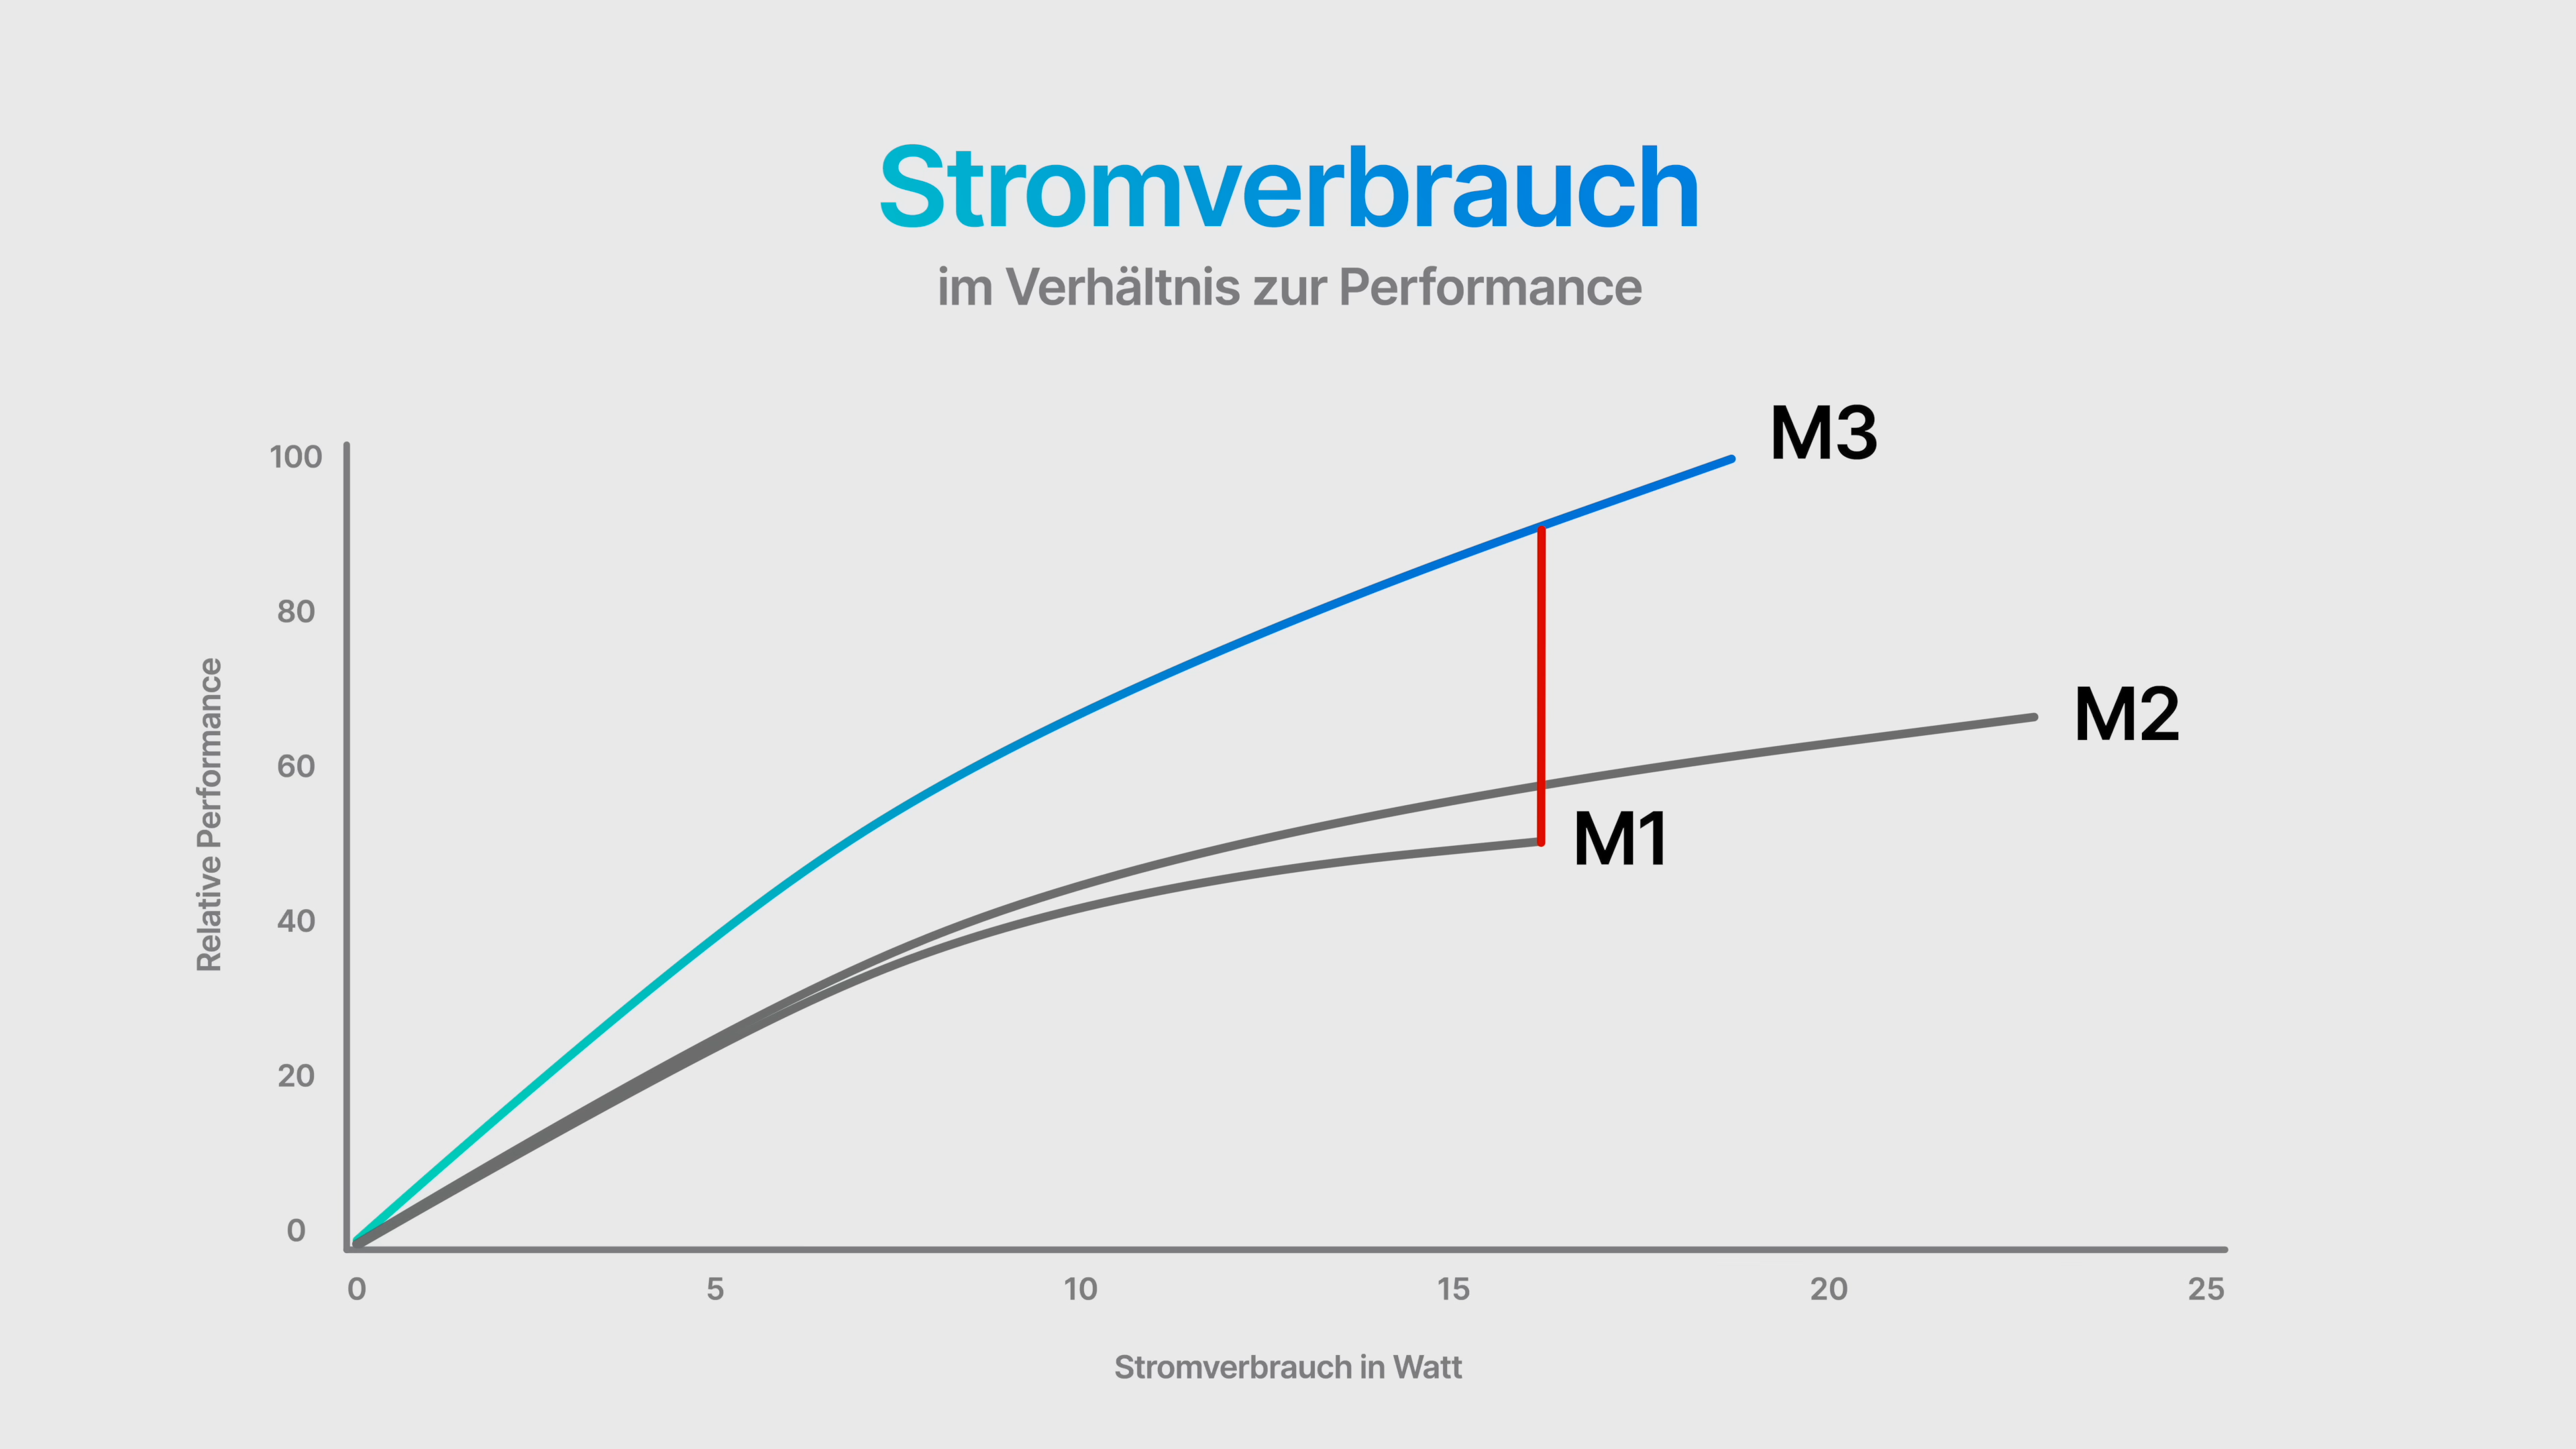 Stromverbrauch
im Verhältnis zur Performance
M3
100
80
M2
60
M1
Relative Performance
40
20
0
0 5 10 15 20 25
Stromverbrauch in Watt